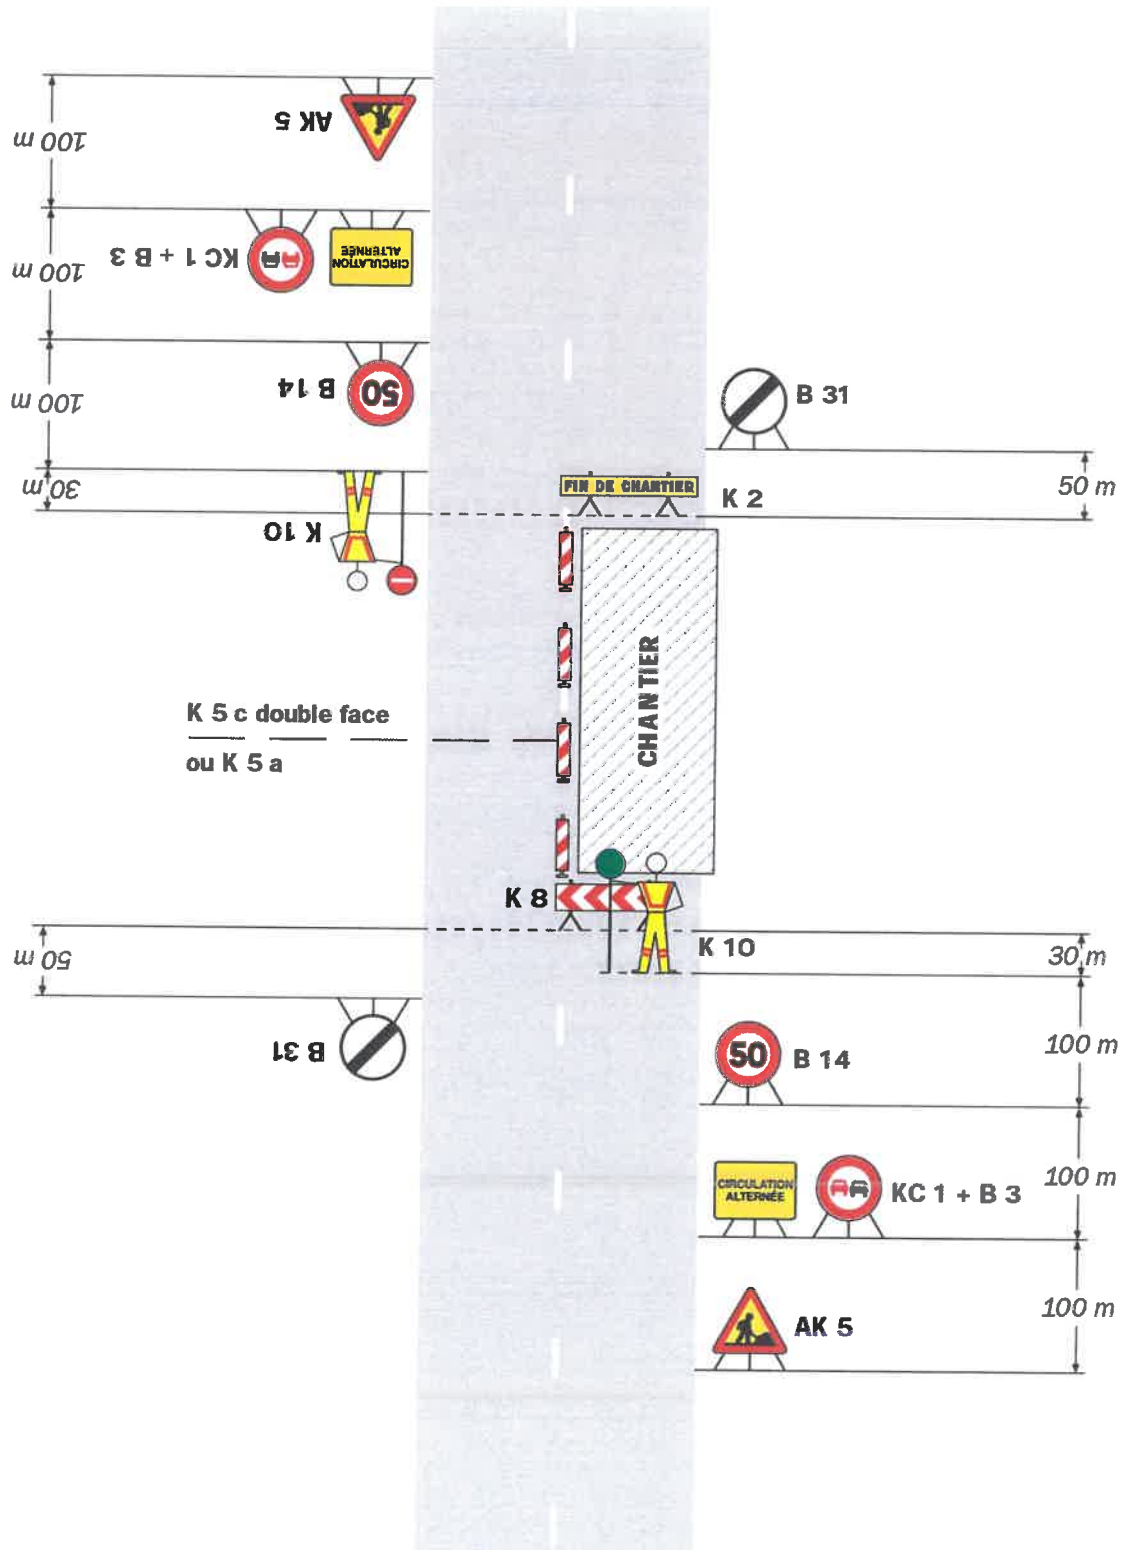 AK 5
100 m
KC 1 + B 3
CIRCULATION
ALTERNÉE
100 m
B 14
50
100 m
B 31
50 m
30 m
K 10
FIN DE CHANTIER
K 2
CHANTIER
K 5 c double face
ou K 5 a
K 8
K 10
30 m
50 m
B 31
50
B 14
100 m
CIRCULATION
ALTERNÉE
KC 1 + B 3
100 m
AK 5
100 m